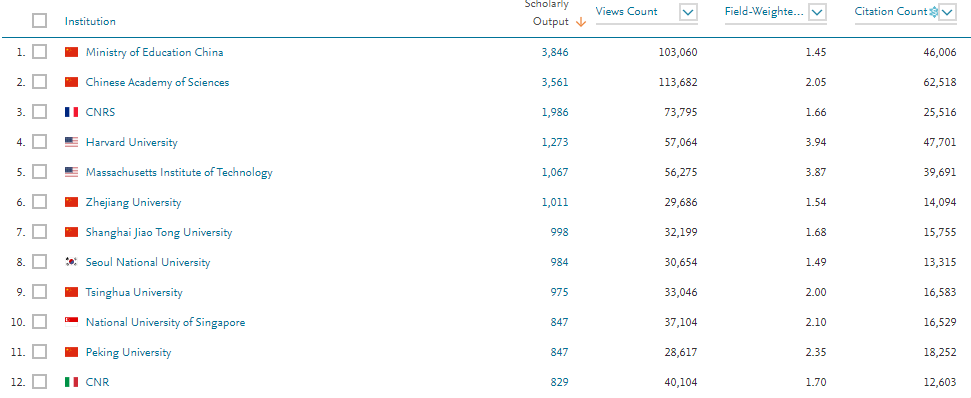 Scholarly
Institution Output Views Count Field-Weighte... Citation Count
1. Ministry of Education China 3,846 103,060 1.45 46,006
2. Chinese Academy of Sciences 3,561 113,682 2.05 62,518
3. CNRS 1,986 73,795 1.66 25,516
4. Harvard University 1,273 57,064 3.94 47,701
5. Massachusetts Institute of Technology 1,067 56,275 3.87 39,691
6. Zhejiang University 1,011 29,686 1.54 14,094
7. Shanghai Jiao Tong University 998 32,199 1.68 15,755
8. Seoul National University 984 30,654 1.49 13,315
9. Tsinghua University 975 33,046 2.00 16,583
10. National University of Singapore 847 37,104 2.10 16,529
11. Peking University 847 28,617 2.35 18,252
12. CNR 829 40,104 1.70 12,603